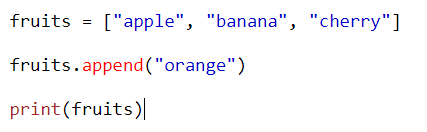 fruits = ["apple", "banana", "cherry"]
fruits.append("orange")
print(fruits)